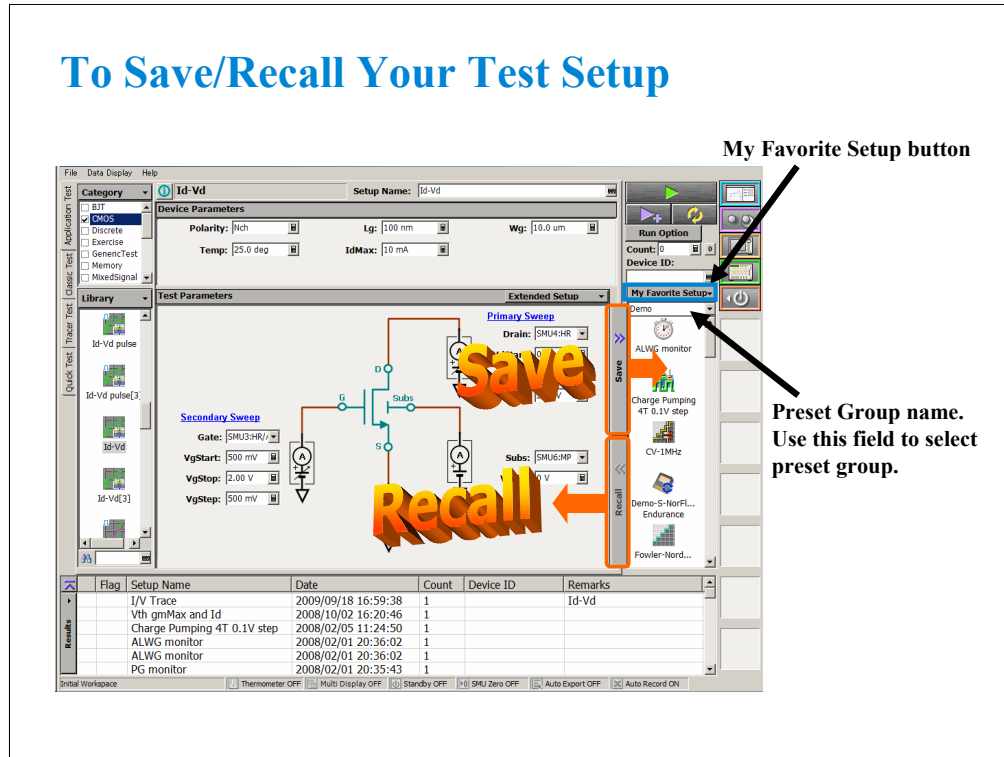 To Save/Recall Your Test Setup
My Favorite Setup button
File Data Display Help
Application Test
Classic Test
Tracer Test
Quick Test
Category
BJT
CMOS
Discrete
Exercise
GenericTest
Memory
MixedSignal
Library
Id-Vd pulse
Id-Vd pulse[3]
Id-Vd
Id-Vd[3]
Id-Vd
Setup Name: Id-Vd
Device Parameters
Polarity: Nch
Lg: 100 nm
Wg: 10.0 um
Temp: 25.0 deg
IdMax: 10 mA
Test Parameters
Extended Setup
Primary Sweep
Drain: SMU4:HR
D
G
Subs
S
A
A
A
Secondary Sweep
Gate: SMU3:HR/
VgStart: 500 mV
VgStop: 2.00 V
VgStep: 500 mV
Subs: SMU6:MP
0 V
Save
Recall
Save
Recall
Run Option
Count: 0
0
Device ID:
My Favorite Setup
Demo
ALWG monitor
Charge Pumping
4T 0.1V step
CV-1MHz
Demo-S-NorFl...
Endurance
Fowler-Nord...
Preset Group name.
Use this field to select
preset group.
Results
Flag Setup Name Date Count Device ID Remarks
I/V Trace 2009/09/18 16:59:38 1 Id-Vd
Vth gmMax and Id 2008/10/02 16:20:46 1
Charge Pumping 4T 0.1V step 2008/02/05 11:24:50 1
ALWG monitor 2008/02/01 20:36:02 1
ALWG monitor 2008/02/01 20:36:02 1
PG monitor 2008/02/01 20:35:43 1
Initial Workspace Thermometer OFF Multi Display OFF Standby OFF SMU Zero OFF Auto Export OFF Auto Record ON